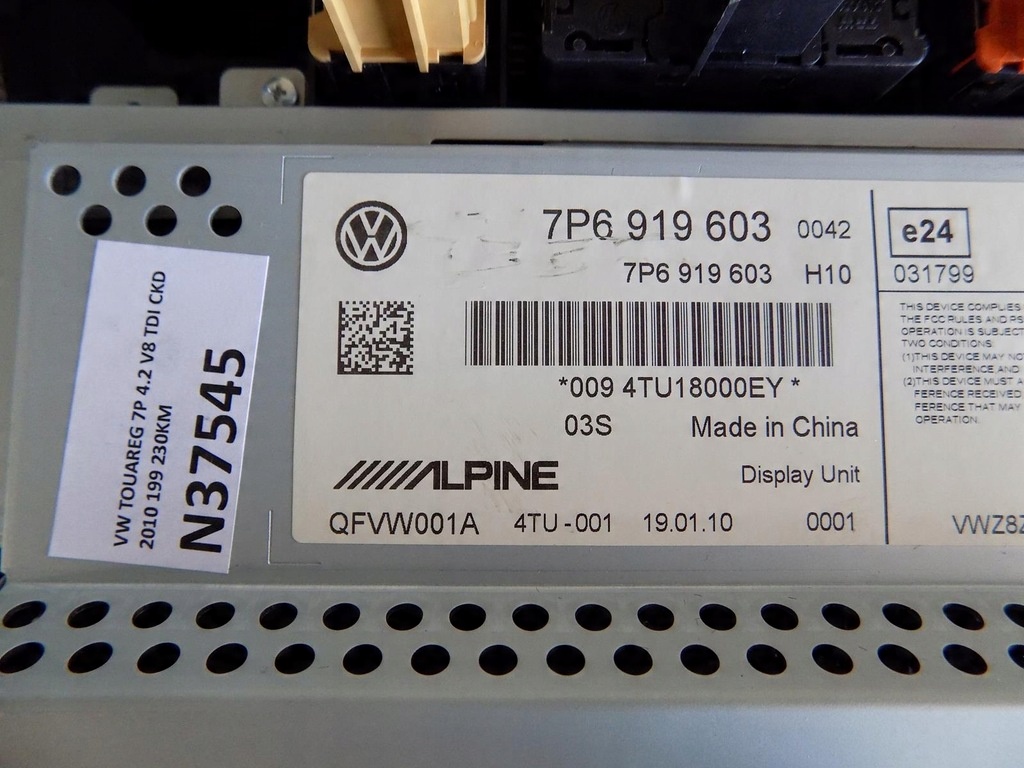 VW TOUAREG 7P 4.2 V8 TDI CKD
2010 199 230KM
N37545
7P6 919 603 0042
7P6 919 603 H10
*009 4TU18000EY *
03S Made in China
ALPINE Display Unit
QFVW001A 4TU-001 19.01.10 0001
e24
031799
THIS DEVICE COMPLIES
THE FCC RULES AND
OPERATION IS SUBJECT
TWO CONDITIONS:
(1)THIS DEVICE MAY
INTERFERENCE AND
(2)THIS DEVICE MUST
FERENCE RECEIVED
FERENCE THAT MAY
OPERATION.